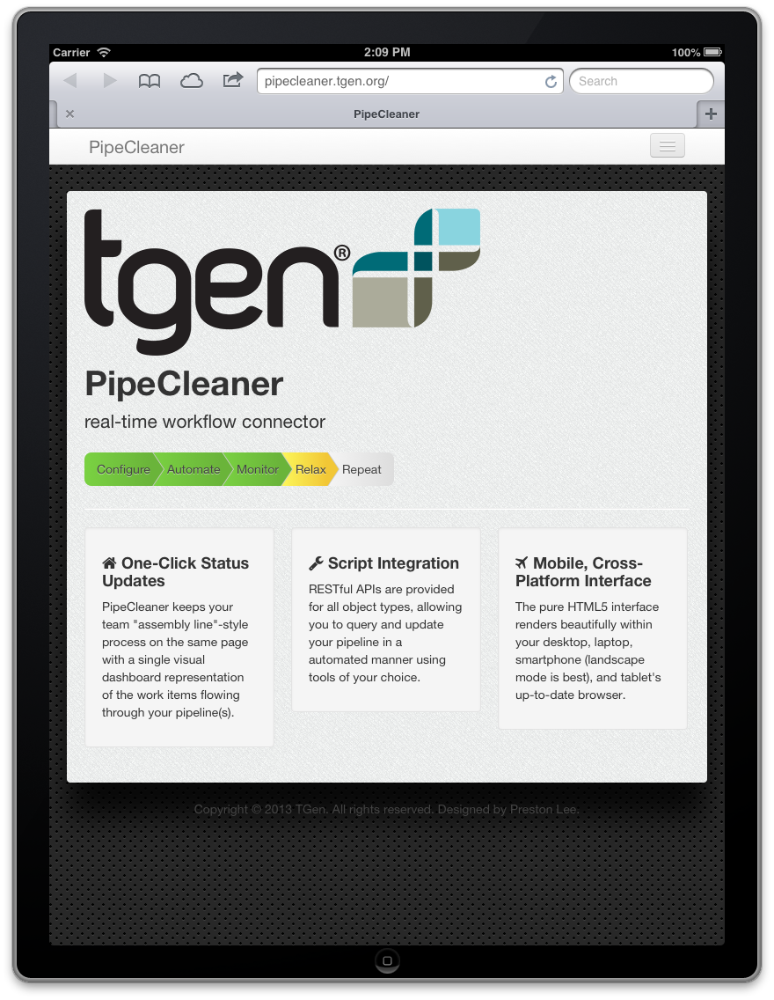 Carrier 2:09 PM 100%
pipecleaner.tgen.org/ Search
PipeCleaner
PipeCleaner
tgen®
PipeCleaner
real-time workflow connector
Configure Automate Monitor Relax Repeat
One-Click Status
Updates
PipeCleaner keeps your
team "assembly line"-style
process on the same page
with a single visual
dashboard representation
of the work items flowing
through your pipeline(s).
Script Integration
RESTful APIs are provided
for all object types, allowing
you to query and update
your pipeline in a
automated manner using
tools of your choice.
Mobile, Cross-
Platform Interface
The pure HTML5 interface
renders beautifully within
your desktop, laptop,
smartphone (landscape
mode is best), and tablet's
up-to-date browser.
Copyright © 2013 TGen. All rights reserved. Designed by Preston Lee.